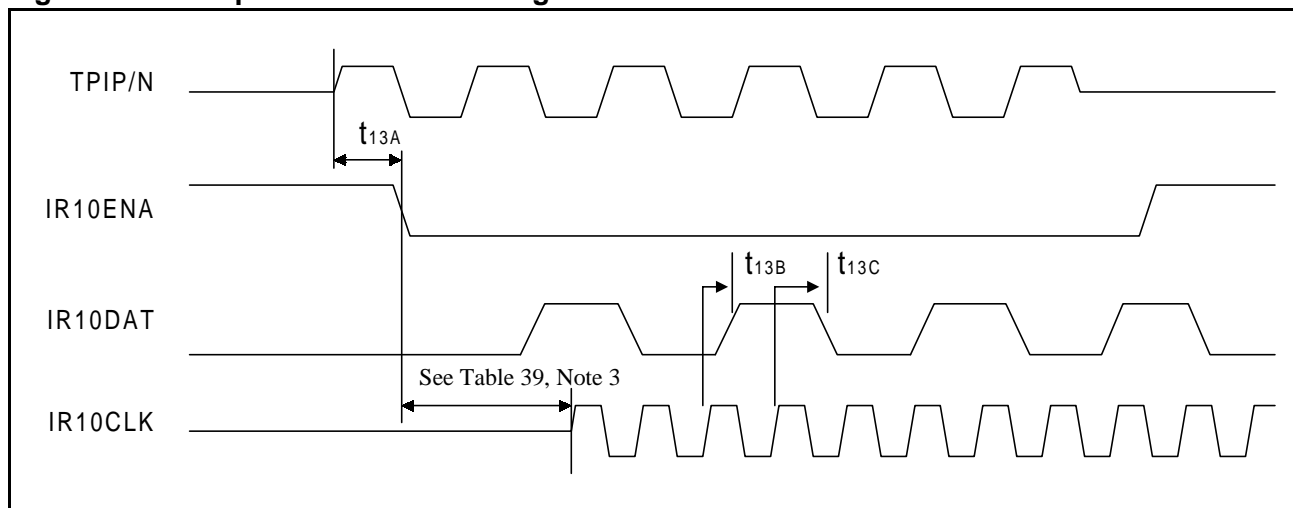 TPIP/N
t13A
IR10ENA
t13B
t13C
IR10DAT
See Table 39, Note 3
IR10CLK